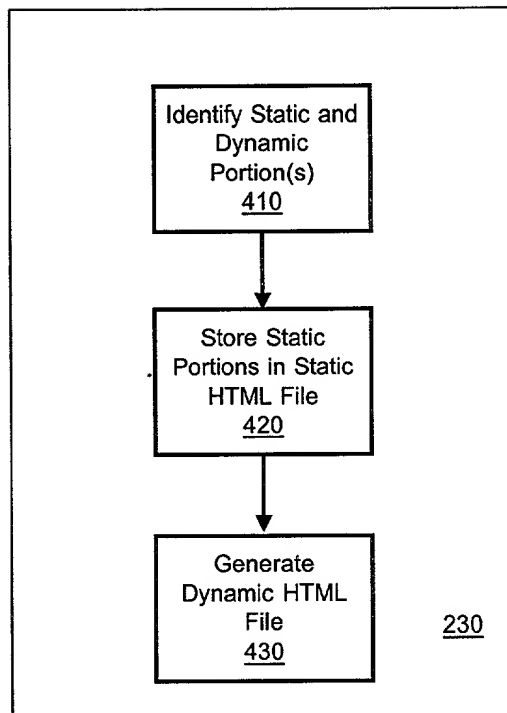 Identify Static and
Dynamic
Portion(s)
410
Store Static
Portions in Static
HTML File
420
Generate
Dynamic HTML
File
430
230